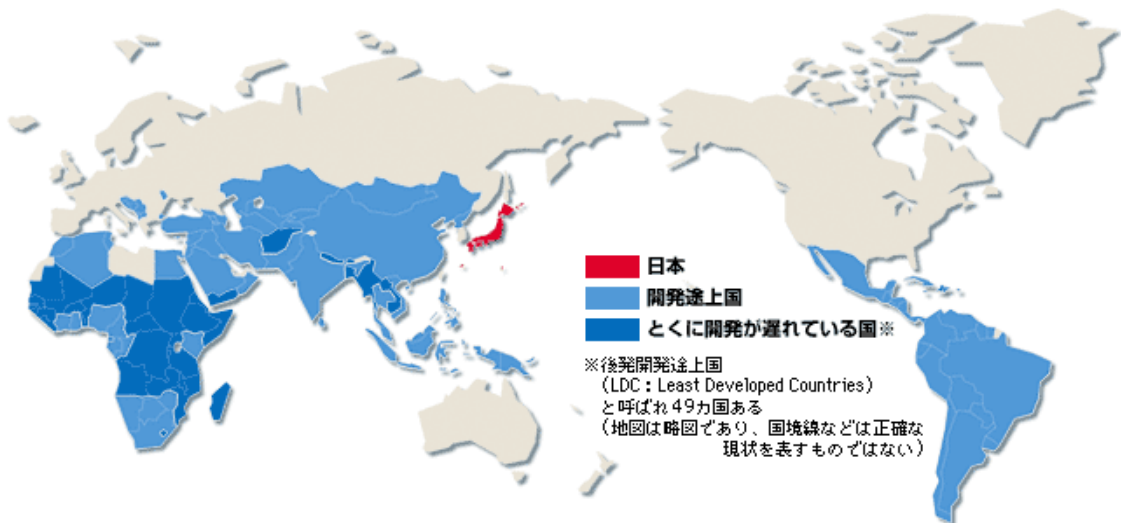 日本
開発途上国
とくに開発が遅れている国※
※後発開発途上国
(LDC:Least Developed Countries)
と呼ばれ49カ国ある
(地図は略図であり、国境線などは正確な
現状を表すものではない)